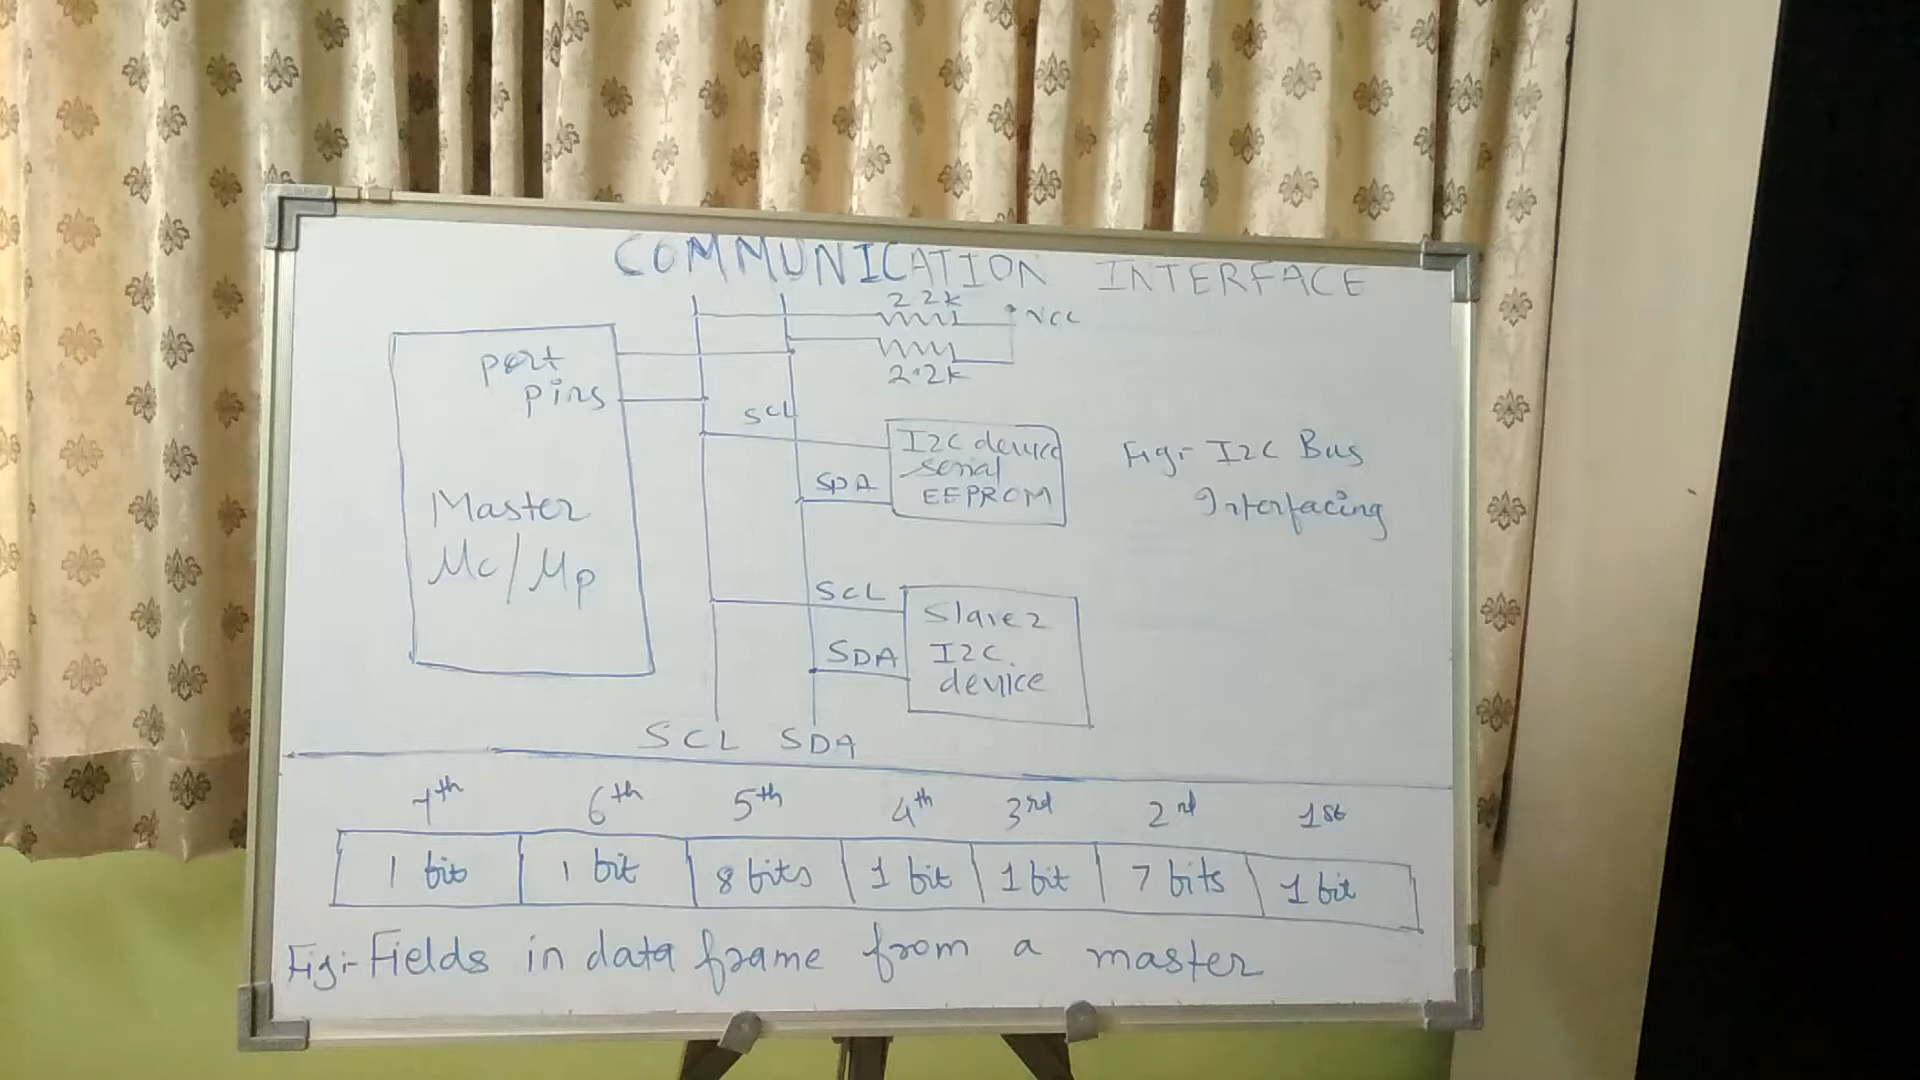 COMMUNICATION INTERFACE
2.2K
VCC
2.2K
port
pins
Master
Mc/Mp
SCL
I2C device
serial
EEPROM
SDA
Fig:- I2C Bus
Interfacing
SCL
Slave 2
I2C
device
SDA
SCL SDA
7th 6th 5th 4th 3rd 2nd 1st
1 bit 1 bit 8 bits 1 bit 1 bit 7 bits 1 bit
Fig:- Fields in data frame from a master